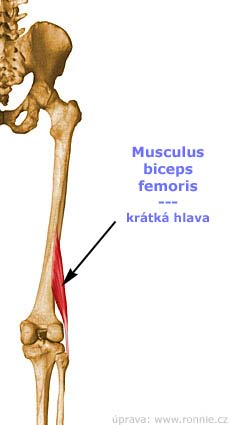 Musculus
biceps
femoris
---
krátká hlava
úprava: www.ronnie.cz